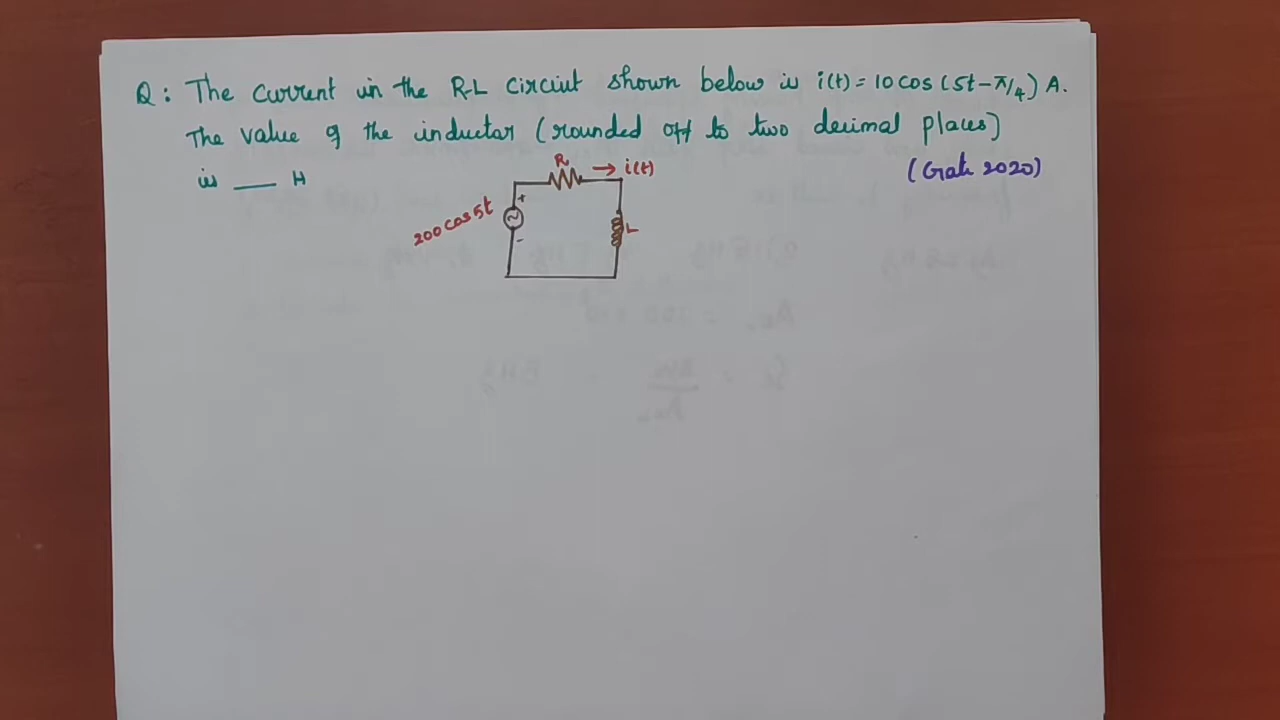 Q: The current in the R-L Circiut shown below is i(t) = 10 cos (5t - π/4) A.
The value of the inductor (rounded off to two decimal places)
is ___ H
(Gate 2020)
R
→ i(t)
200 cos 5t
+
~
-
L